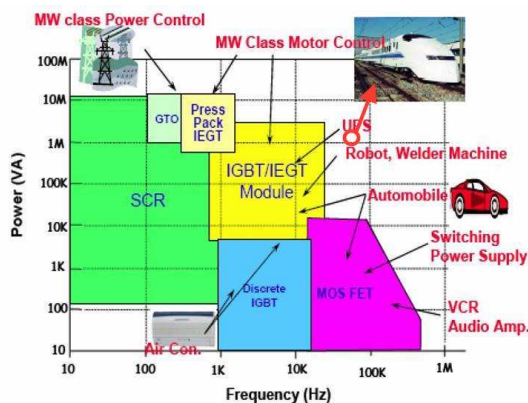 MW class Power Control
MW Class Motor Control
Power (VA)
100M
10M
1M
100K
10K
1K
100
10
GTO
Press
Pack
IEGT
UPS
Robot, Welder Machine
IGBT/IEGT
Module
SCR
Automobile
Switching
Power Supply
Discrete
IGBT
MOS FET
VCR
Audio Amp.
Air Con.
10
100
1K
10K
100K
1M
Frequency (Hz)